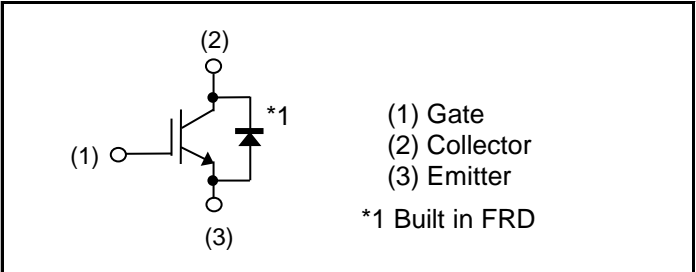 (2)
*1
(1)
(3)
(1) Gate
(2) Collector
(3) Emitter
*1 Built in FRD